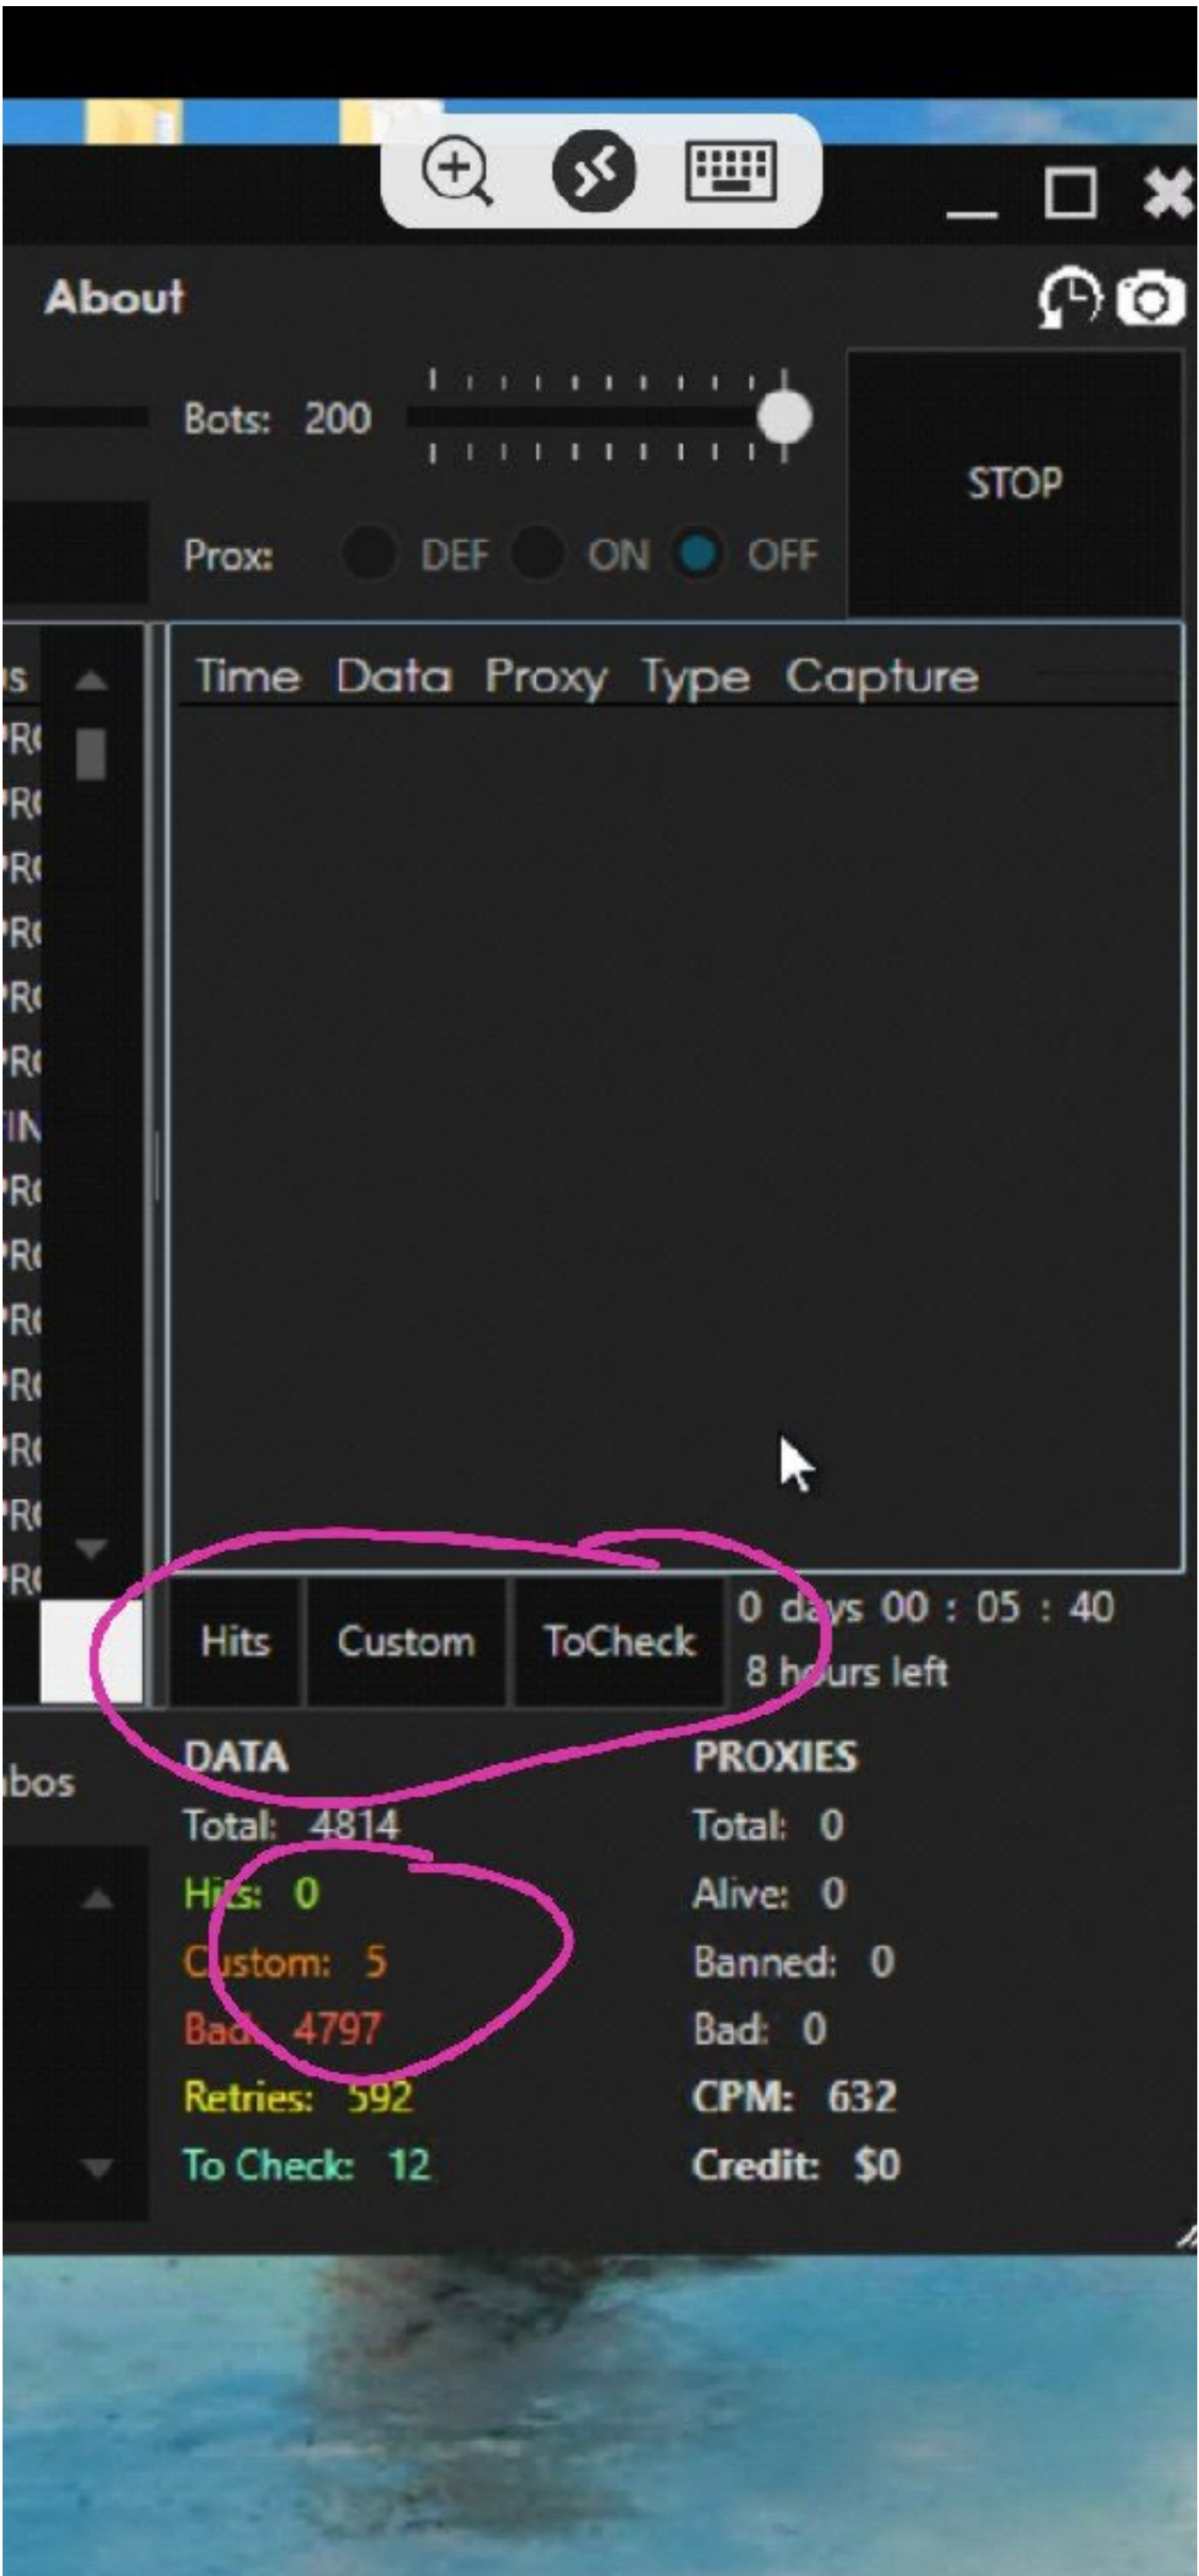 About
Bots: 200
STOP
Prox: DEF ON OFF
Time Data Proxy Type Capture
Hits Custom ToCheck
0 days 00 : 05 : 40
8 hours left
DATA
Total: 4814
Hits: 0
Custom: 5
Bad: 4797
Retries: 592
To Check: 12
PROXIES
Total: 0
Alive: 0
Banned: 0
Bad: 0
CPM: 632
Credit: $0